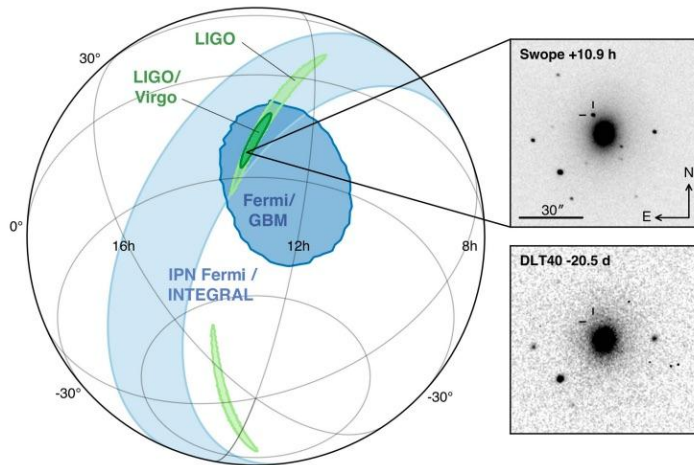 LIGO
LIGO/
Virgo
Fermi/
GBM
IPN Fermi /
INTEGRAL
30°
0°
-30°
-30°
16h
12h
8h
Swope +10.9 h
30"
N
E
DLT40 -20.5 d